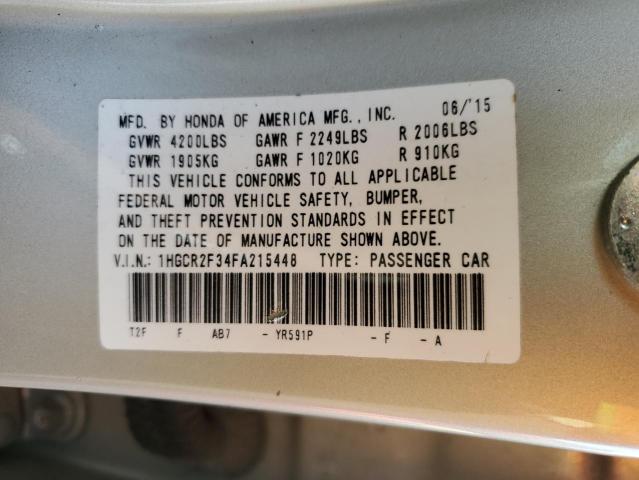 MFD. BY HONDA OF AMERICA MFG., INC. 06/'15
GVWR 4200LBS GAWR F 2249LBS R 2006LBS
GVWR 1905KG GAWR F 1020KG R 910KG
THIS VEHICLE CONFORMS TO ALL APPLICABLE
FEDERAL MOTOR VEHICLE SAFETY, BUMPER,
AND THEFT PREVENTION STANDARDS IN EFFECT
ON THE DATE OF MANUFACTURE SHOWN ABOVE.
V.I.N.: 1HGCR2F34FA215448 TYPE: PASSENGER CAR
T2F F AB7 - YR591P - F - A